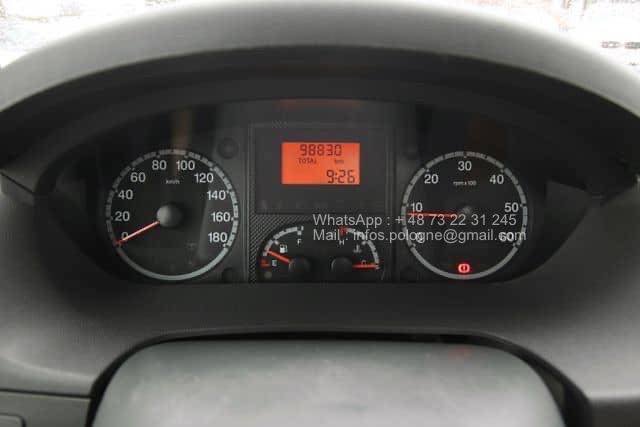 98830
TOTAL km
9:26
0 20 40 60 80 100 120 140 160 180
km/h
E F
H C
0 10 20 30 40 50 60
rpm x 100
WhatsApp : +48 73 22 31 245
Mail : infos.pologne@gmail.com